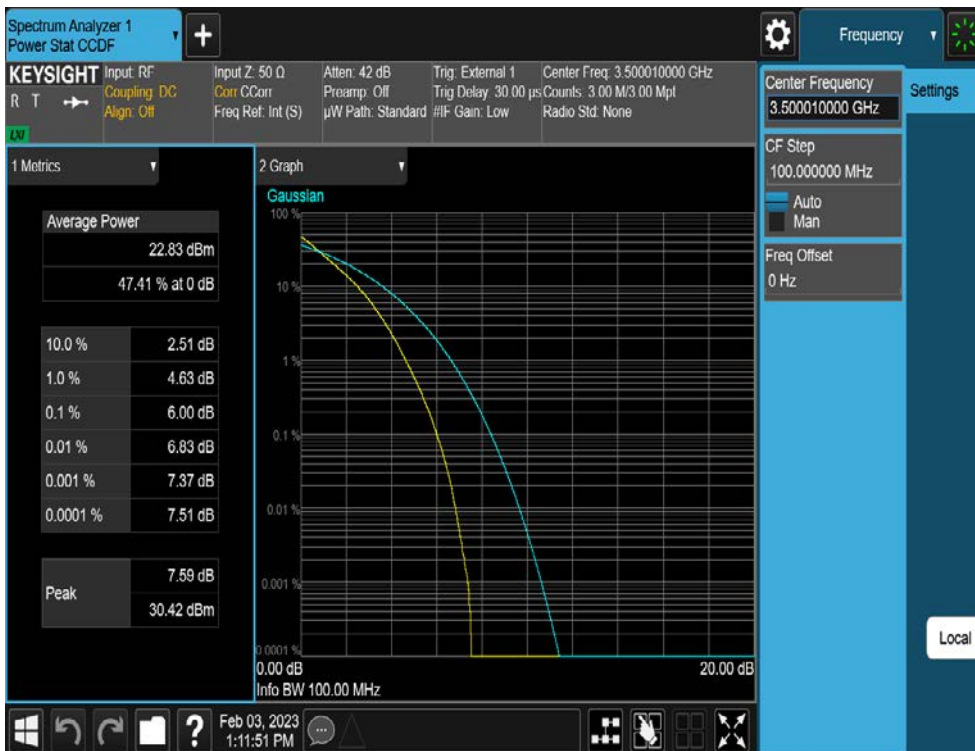 Spectrum Analyzer 1
Power Stat CCDF
+
Frequency
KEYSIGHT
R T
LXI
Input: RF
Coupling: DC
Align: Off
Input Z: 50 Ω
Corr CCorr
Freq Ref: Int (S)
Atten: 42 dB
Preamp: Off
µW Path: Standard
Trig: External 1
Trig Delay: 30.00 µs
#IF Gain: Low
Center Freq: 3.500010000 GHz
Counts: 3.00 M/3.00 Mpt
Radio Std: None
Center Frequency
3.500010000 GHz
Settings
CF Step
100.000000 MHz
Auto
Man
Freq Offset
0 Hz
Local
1 Metrics
Average Power
22.83 dBm
47.41 % at 0 dB
10.0 % 2.51 dB
1.0 % 4.63 dB
0.1 % 6.00 dB
0.01 % 6.83 dB
0.001 % 7.37 dB
0.0001 % 7.51 dB
Peak
7.59 dB
30.42 dBm
2 Graph
Gaussian
100 %
10 %
1 %
0.1 %
0.01 %
0.001 %
0.0001 %
0.00 dB 20.00 dB
Info BW 100.00 MHz
?
Feb 03, 2023
1:11:51 PM